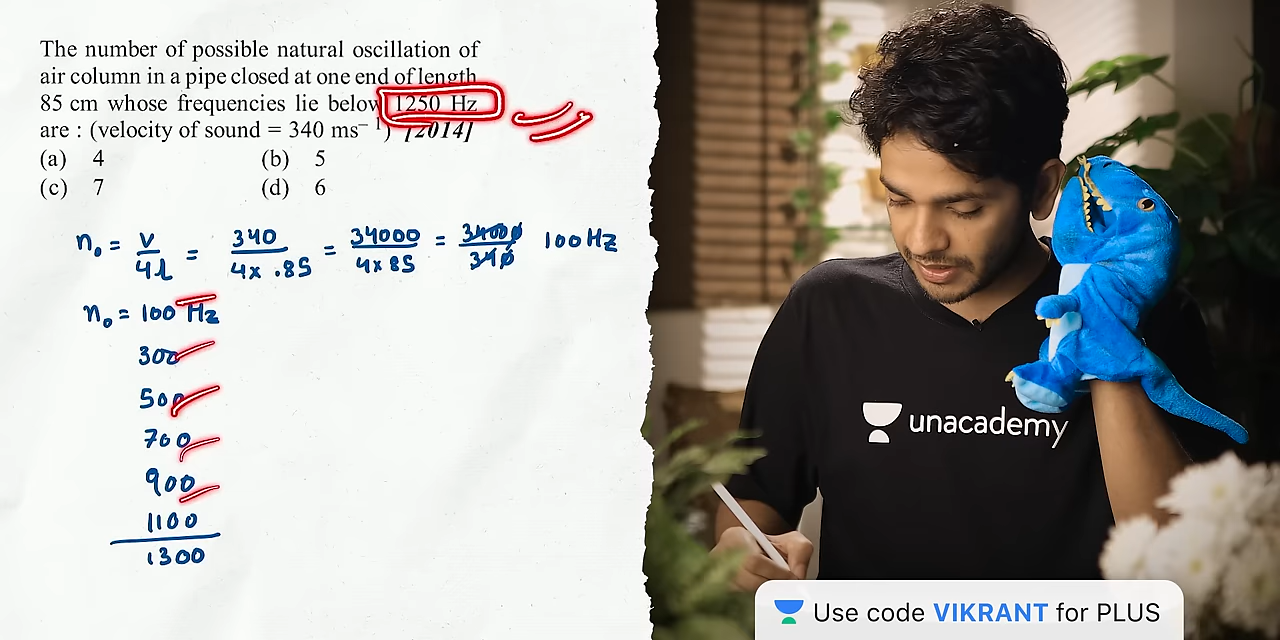 The number of possible natural oscillation of
air column in a pipe closed at one end of length
85 cm whose frequencies lie below 1250 Hz
are : (velocity of sound = 340 ms⁻¹) [2014]
(a) 4 (b) 5
(c) 7 (d) 6
n₀ = v/4l = 340/4x .85 = 34000/4x85 = 34000/340 100Hz
n₀ = 100 Hz
300
500
700
900
1100
1300
unacademy
Use code VIKRANT for PLUS